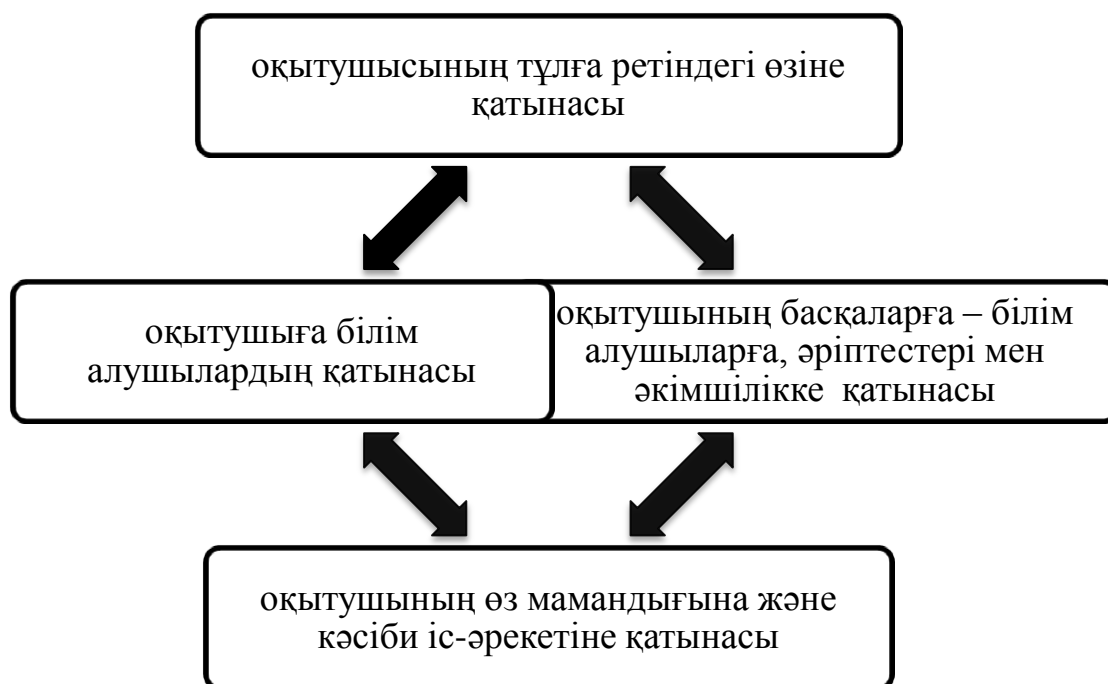 оқытушысының тұлға ретіндегі өзіне
қатынасы
оқытушыға білім
алушылардың қатынасы
оқытушының басқаларға – білім
алушыларға, әріптестері мен
әкімшілікке қатынасы
оқытушының өз мамандығына және
кәсіби іс-әрекетіне қатынасы